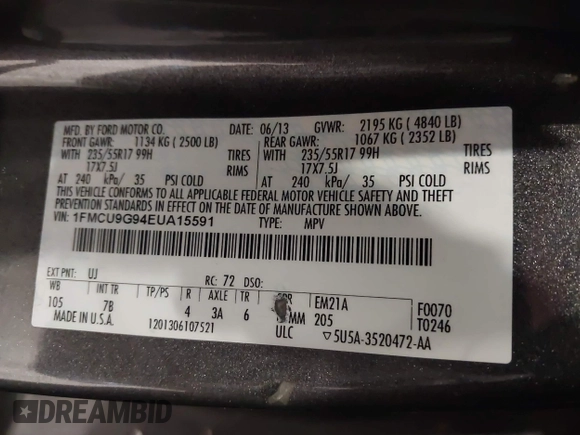 MFD. BY FORD MOTOR CO.
DATE: 06/13 GVWR: 2195 KG ( 4840 LB)
FRONT GAWR: 1134 KG ( 2500 LB)
REAR GAWR: 1067 KG ( 2352 LB)
WITH 235/55R17 99H TIRES
WITH 235/55R17 99H TIRES
17X7.5J RIMS
17X7.5J RIMS
AT 240 kPa/ 35 PSI COLD
AT 240 kPa/ 35 PSI COLD
THIS VEHICLE CONFORMS TO ALL APPLICABLE FEDERAL MOTOR VEHICLE SAFETY AND THEFT
PREVENTION STANDARDS IN EFFECT ON THE DATE OF MANUFACTURE SHOWN ABOVE.
VIN: 1FMCU9G94EUA15591 TYPE: MPV
EXT PNT: UJ RC: 72 DSO:
WB INT TR TP/PS R AXLE TR
105 7B 4 3A 6
EM21A
205
F0070
T0246
MADE IN U.S.A. 1201306107521 ULC ▽5U5A-3520472-AA
DREAMBID